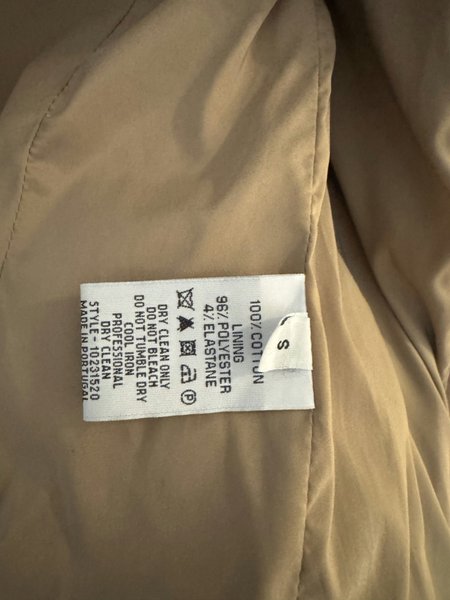 S
100% COTTON
LINING
96% POLYESTER
4% ELASTANE
P
DRY CLEAN ONLY
DO NOT BLEACH
DO NOT TUMBLE DRY
COOL IRON
PROFESSIONAL
DRY CLEAN
STYLE- 10231520
MADE IN PORTUGAL